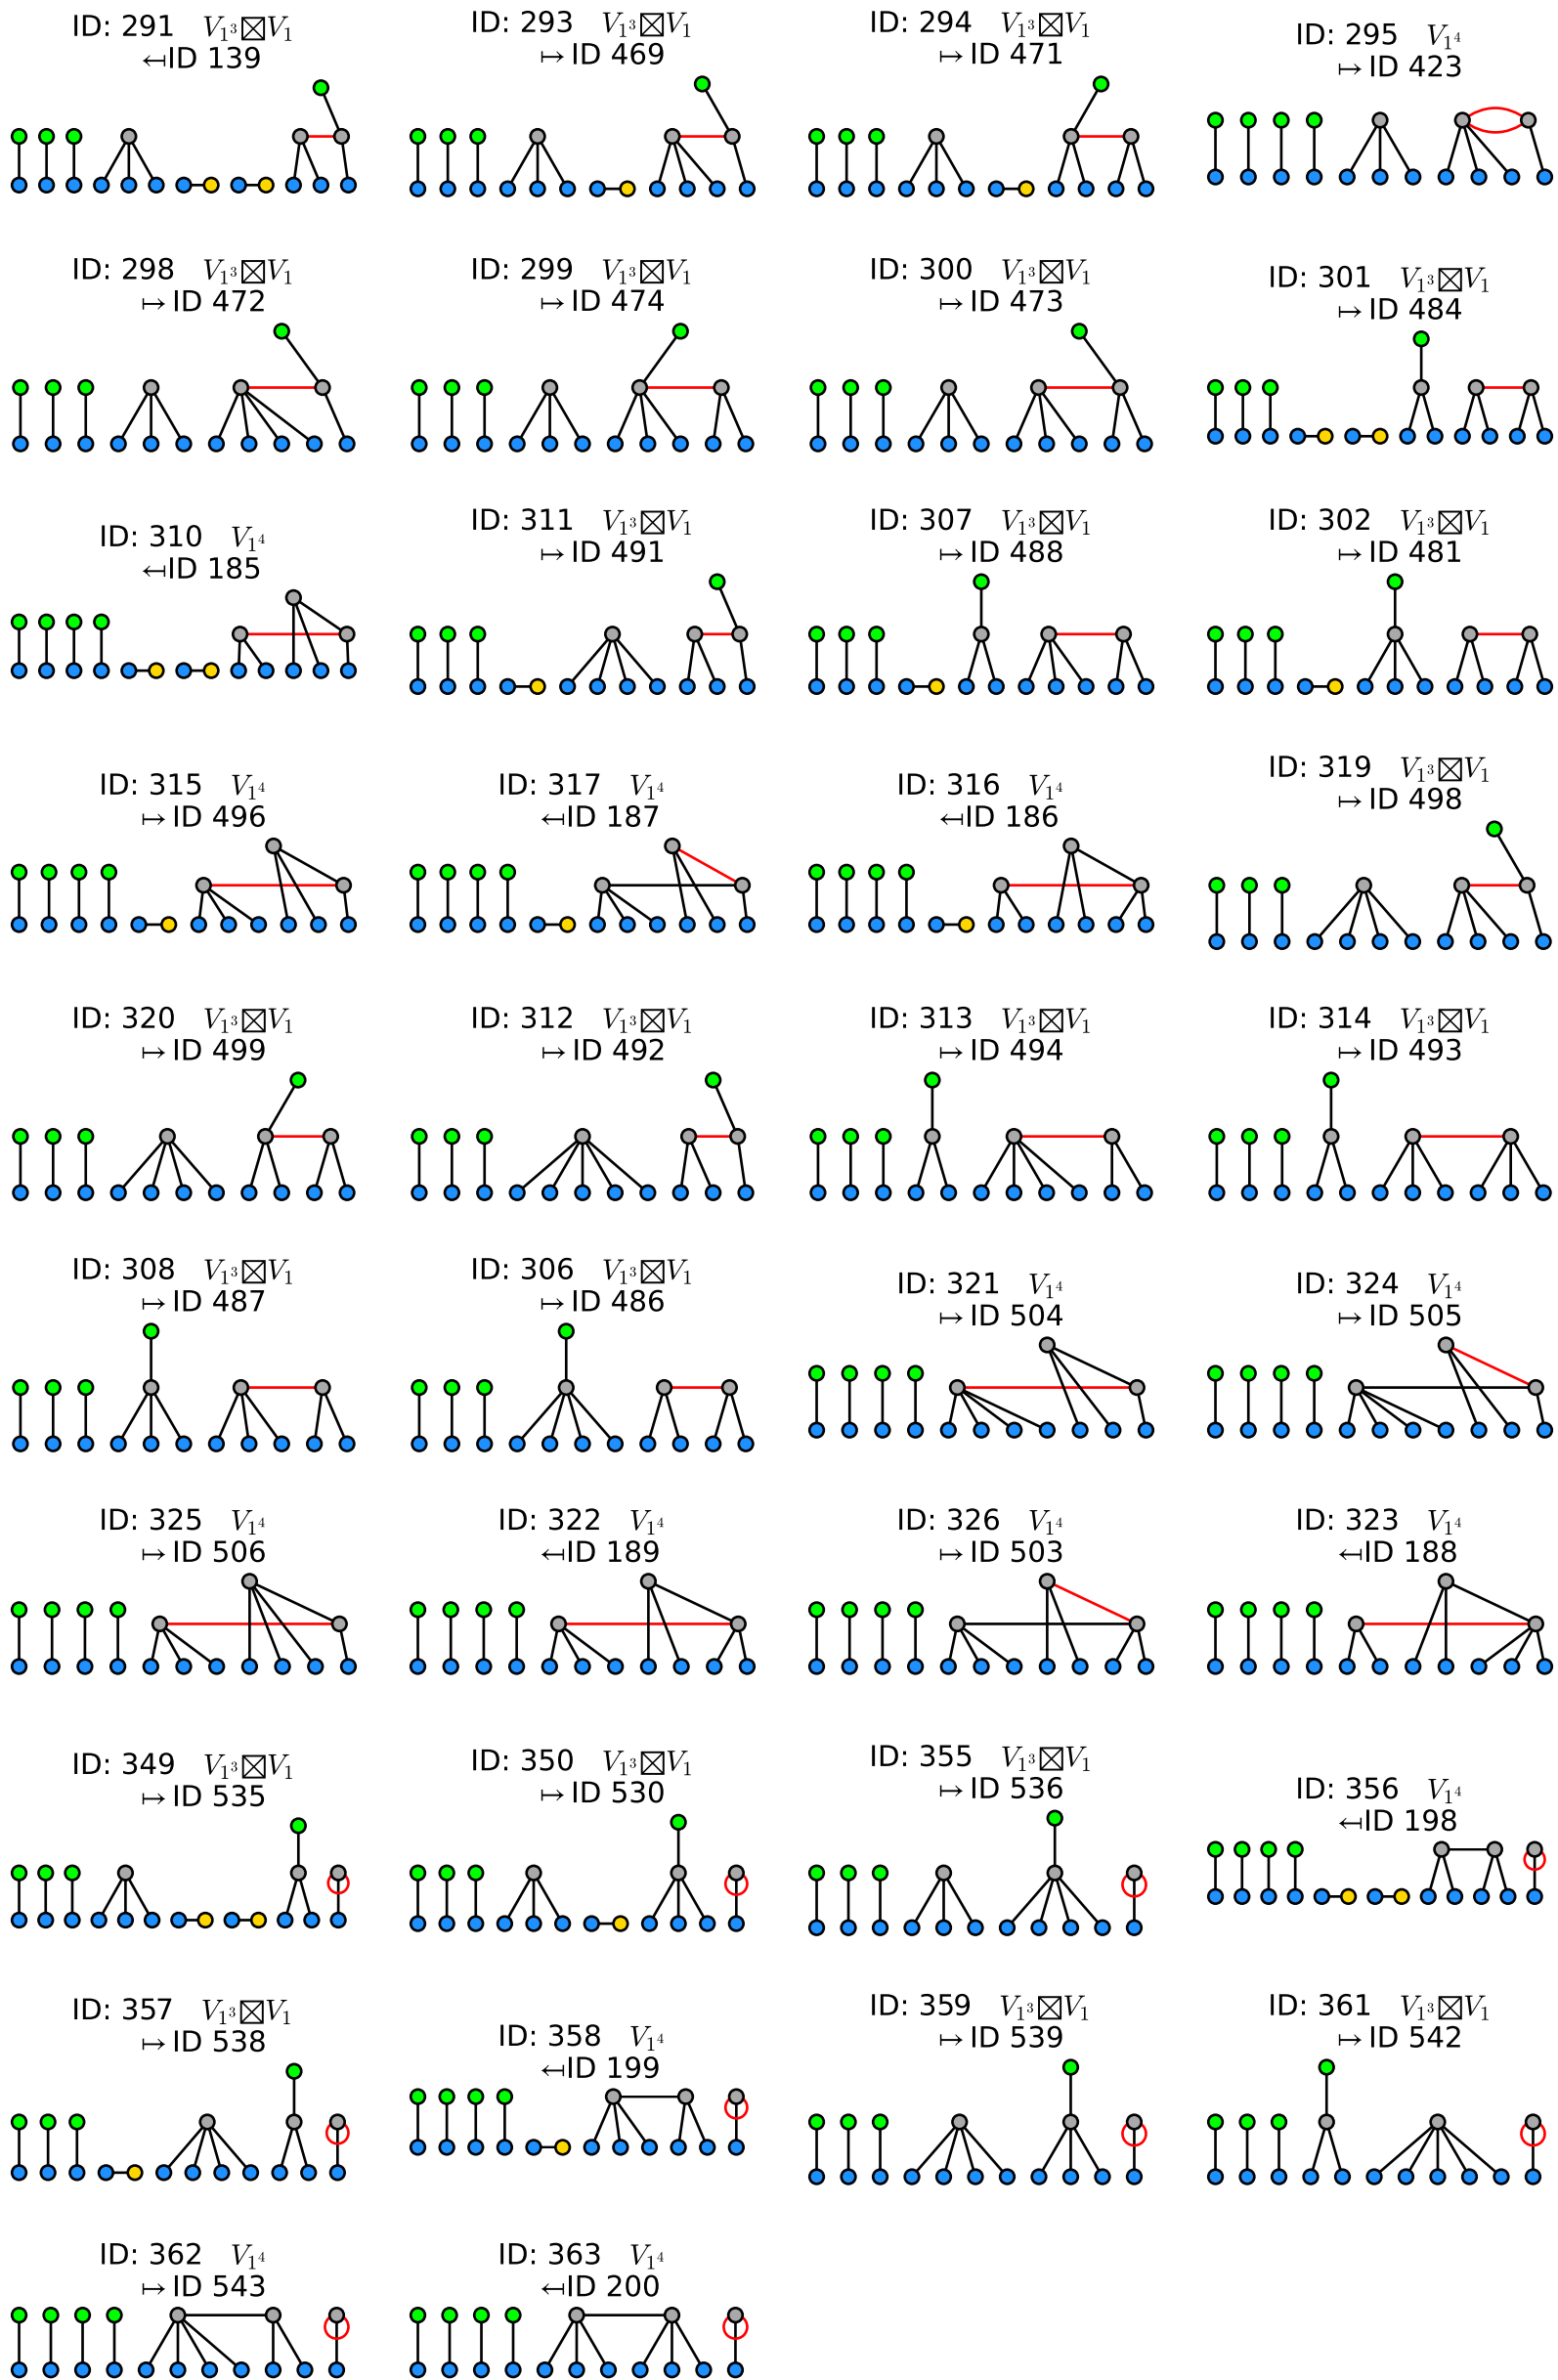 ID: 291 V₁³⊠V₁
↤ID 139
ID: 293 V₁³⊠V₁
↦ ID 469
ID: 294 V₁³⊠V₁
↦ ID 471
ID: 295 V₁⁴
↦ ID 423
ID: 298 V₁³⊠V₁
↦ ID 472
ID: 299 V₁³⊠V₁
↦ ID 474
ID: 300 V₁³⊠V₁
↦ ID 473
ID: 301 V₁³⊠V₁
↦ ID 484
ID: 310 V₁⁴
↤ID 185
ID: 311 V₁³⊠V₁
↦ ID 491
ID: 307 V₁³⊠V₁
↦ ID 488
ID: 302 V₁³⊠V₁
↦ ID 481
ID: 315 V₁⁴
↦ ID 496
ID: 317 V₁⁴
↤ID 187
ID: 316 V₁⁴
↤ID 186
ID: 319 V₁³⊠V₁
↦ ID 498
ID: 320 V₁³⊠V₁
↦ ID 499
ID: 312 V₁³⊠V₁
↦ ID 492
ID: 313 V₁³⊠V₁
↦ ID 494
ID: 314 V₁³⊠V₁
↦ ID 493
ID: 308 V₁³⊠V₁
↦ ID 487
ID: 306 V₁³⊠V₁
↦ ID 486
ID: 321 V₁⁴
↦ ID 504
ID: 324 V₁⁴
↦ ID 505
ID: 325 V₁⁴
↦ ID 506
ID: 322 V₁⁴
↤ID 189
ID: 326 V₁⁴
↦ ID 503
ID: 323 V₁⁴
↤ID 188
ID: 349 V₁³⊠V₁
↦ ID 535
ID: 350 V₁³⊠V₁
↦ ID 530
ID: 355 V₁³⊠V₁
↦ ID 536
ID: 356 V₁⁴
↤ID 198
ID: 357 V₁³⊠V₁
↦ ID 538
ID: 358 V₁⁴
↤ID 199
ID: 359 V₁³⊠V₁
↦ ID 539
ID: 361 V₁³⊠V₁
↦ ID 542
ID: 362 V₁⁴
↦ ID 543
ID: 363 V₁⁴
↤ID 200